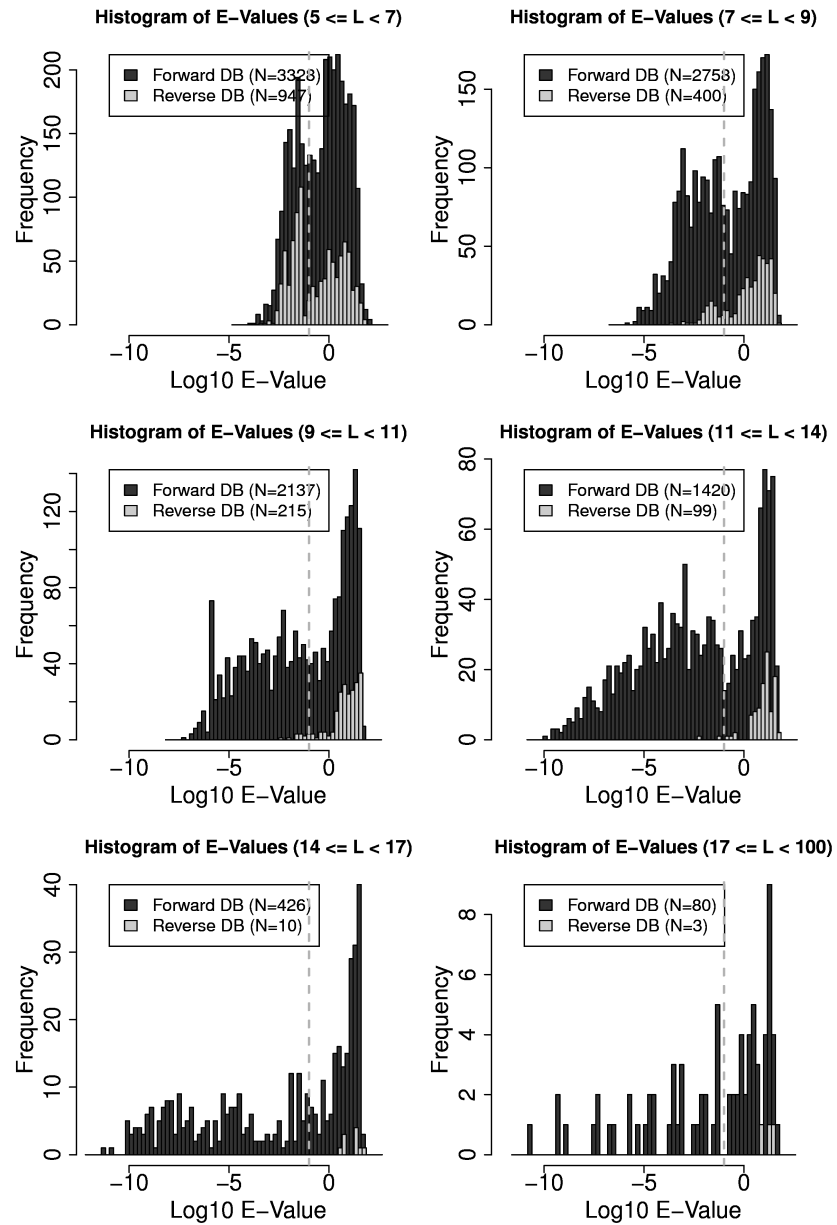 Histogram of E−Values (5 <= L < 7)
Forward DB (N=3328)
Reverse DB (N=947)
Frequency
0 50 100 150 200
−10 −5 0
Log10 E−Value
Histogram of E−Values (7 <= L < 9)
Forward DB (N=2758)
Reverse DB (N=400)
Frequency
0 50 100 150
−10 −5 0
Log10 E−Value
Histogram of E−Values (9 <= L < 11)
Forward DB (N=2137)
Reverse DB (N=215)
Frequency
0 40 80 120
−10 −5 0
Log10 E−Value
Histogram of E−Values (11 <= L < 14)
Forward DB (N=1420)
Reverse DB (N=99)
Frequency
0 20 40 60 80
−10 −5 0
Log10 E−Value
Histogram of E−Values (14 <= L < 17)
Forward DB (N=426)
Reverse DB (N=10)
Frequency
0 10 20 30 40
−10 −5 0
Log10 E−Value
Histogram of E−Values (17 <= L < 100)
Forward DB (N=80)
Reverse DB (N=3)
Frequency
0 2 4 6 8
−10 −5 0
Log10 E−Value